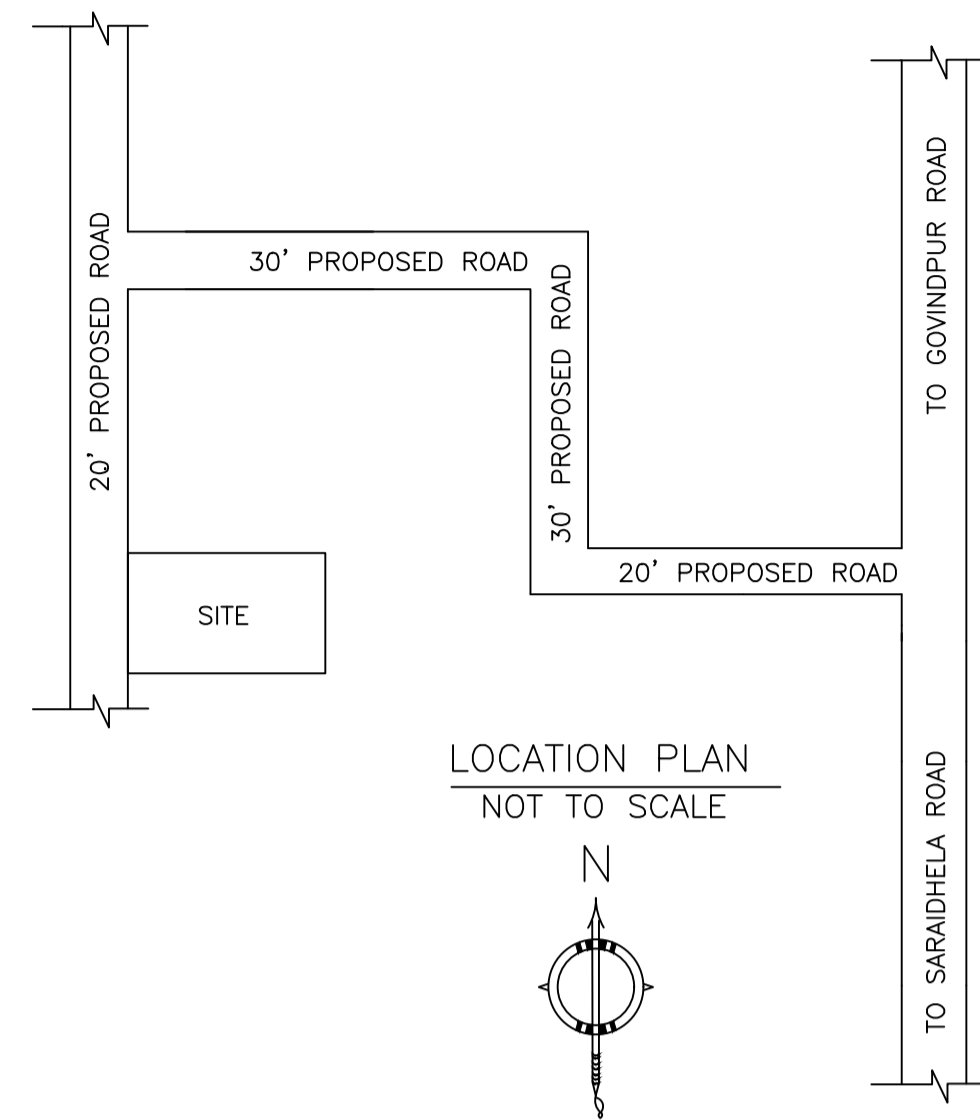 20' PROPOSED ROAD
30' PROPOSED ROAD
30' PROPOSED ROAD
20' PROPOSED ROAD
TO GOVINDPUR ROAD
SITE
LOCATION PLAN
NOT TO SCALE
N
TO SARAIDHELA ROAD